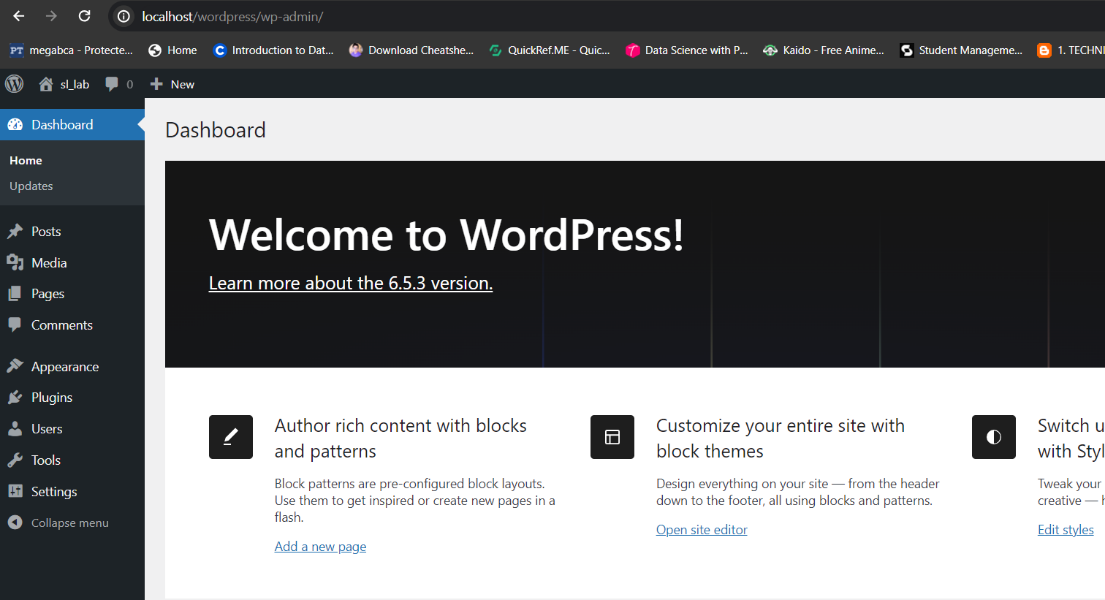 localhost/wordpress/wp-admin/
megabca - Protecte... Home Introduction to Dat... Download Cheatshe... QuickRef.ME - Quic... Data Science with P... Kaido - Free Anime... Student Manageme... 1. TECHNI
sl_lab 0 New
Dashboard
Home
Updates
Posts
Media
Pages
Comments
Appearance
Plugins
Users
Tools
Settings
Collapse menu
Dashboard
Welcome to WordPress!
Learn more about the 6.5.3 version.
Author rich content with blocks
and patterns
Block patterns are pre-configured block layouts.
Use them to get inspired or create new pages in a
flash.
Add a new page
Customize your entire site with
block themes
Design everything on your site — from the header
down to the footer, all using blocks and patterns.
Open site editor
Switch u
with Styl
Tweak your
creative — h
Edit styles